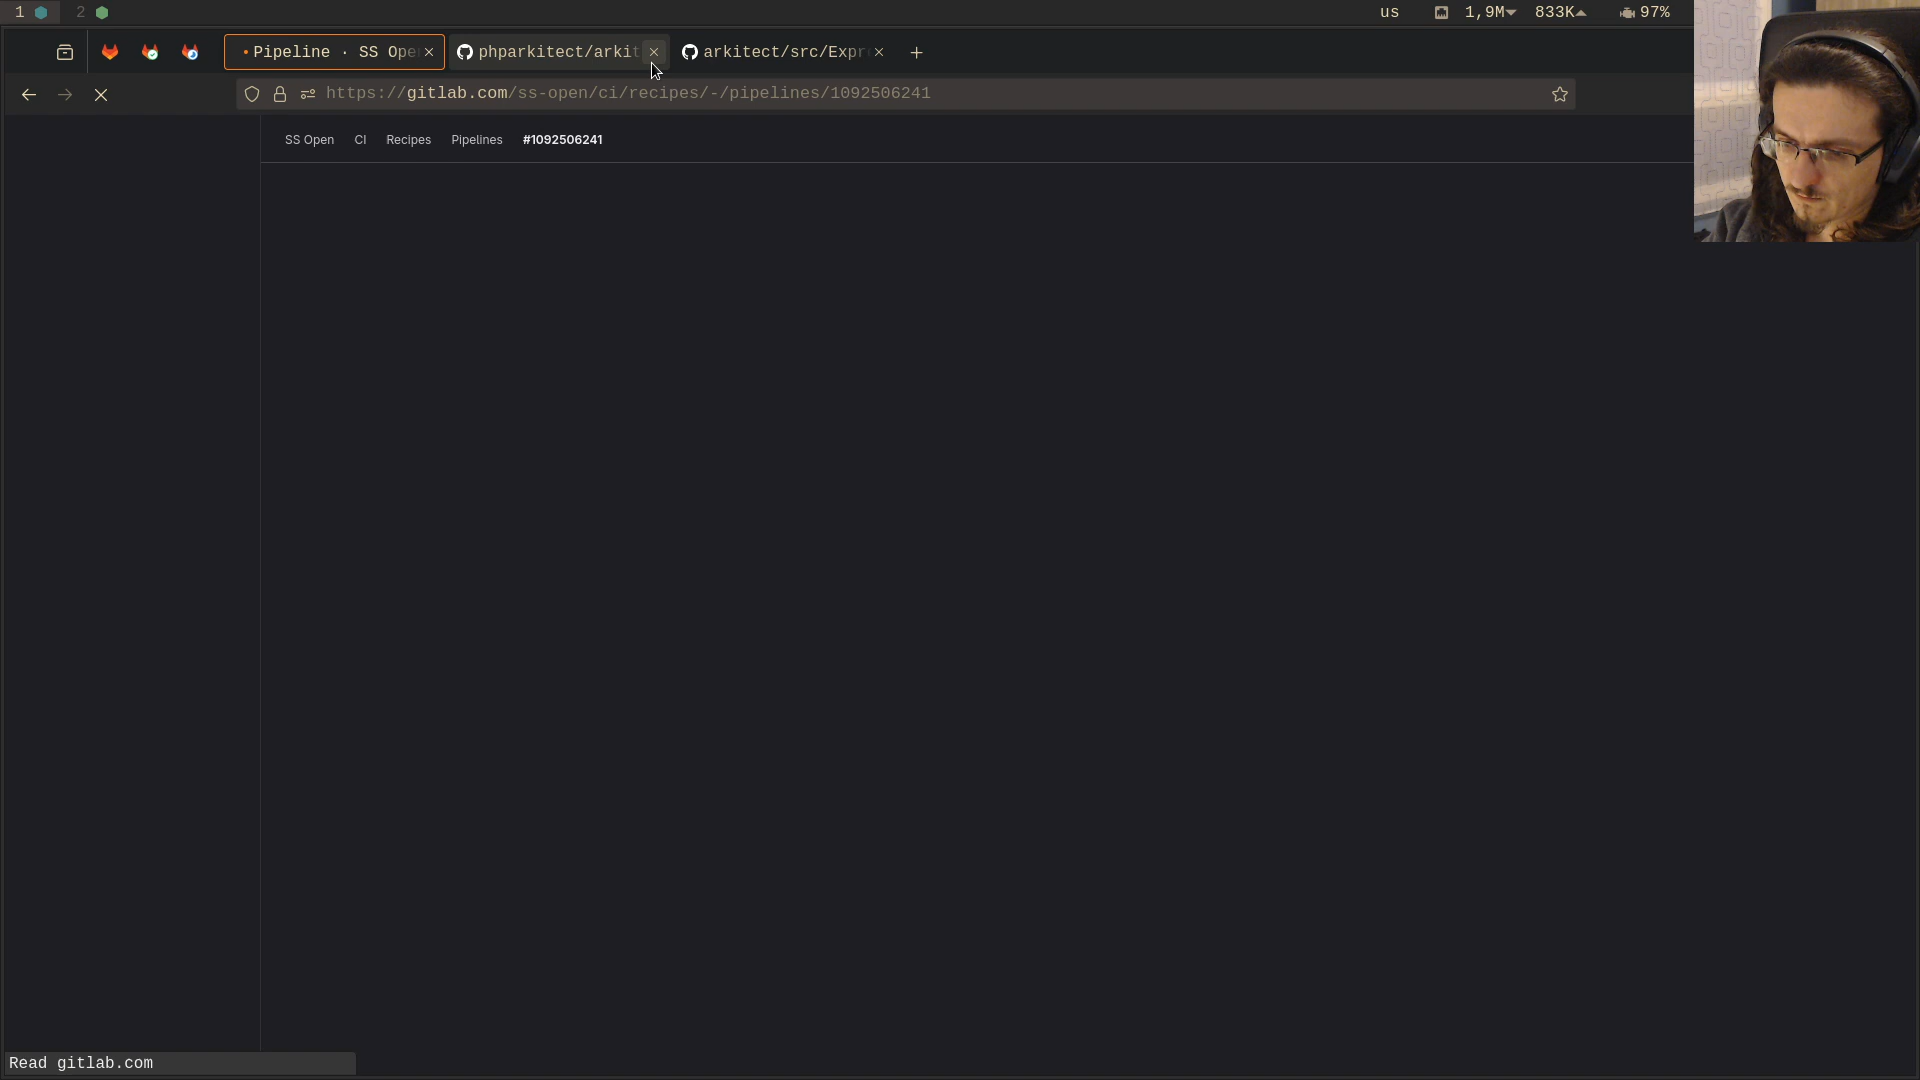 1 2 us 1,9M 833K 97%
Pipeline · SS Ope phparkitect/arkit arkitect/src/Expr
https://gitlab.com/ss-open/ci/recipes/-/pipelines/1092506241
SS Open CI Recipes Pipelines #1092506241
Read gitlab.com